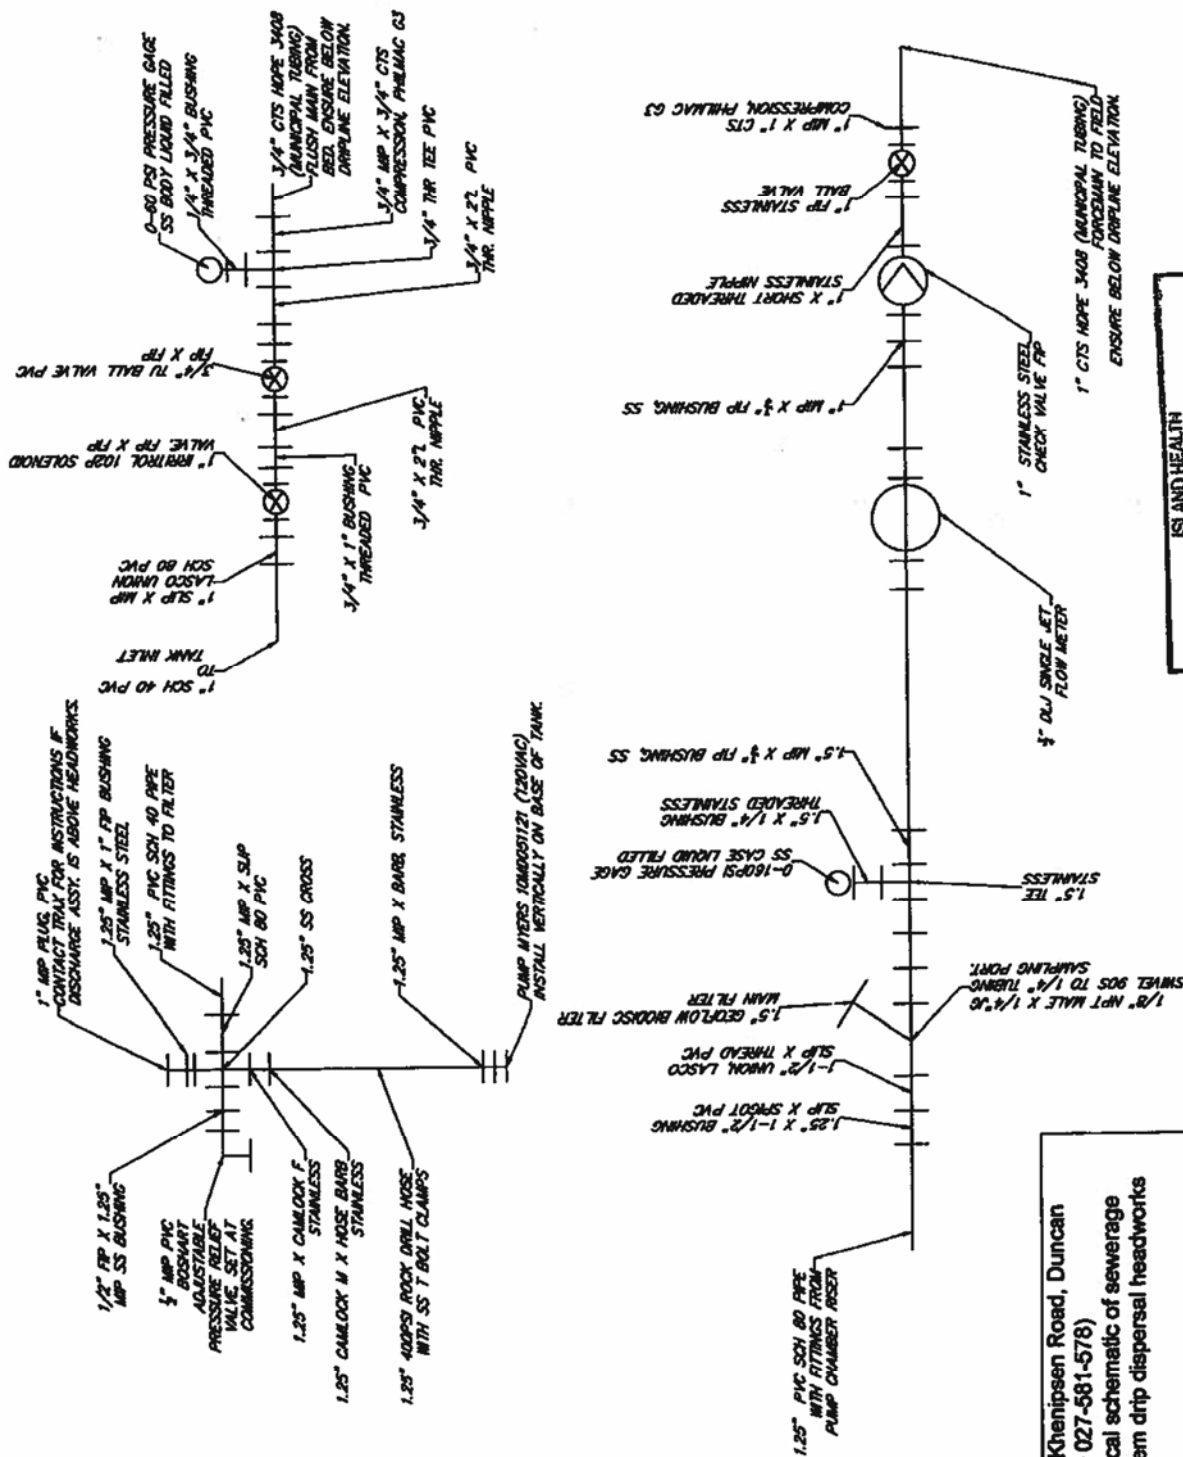 1" MIP PLUG, PVC
CONTACT TRAX FOR INSTRUCTIONS IF
DISCHARGE ASSY. IS ABOVE HEADWORKS.
1.25" MIP X 1" FIP BUSHING
STAINLESS STEEL
1.25" PVC SCH 40 PIPE
WITH FITTINGS TO FILTER
1.25" MIP X SLIP
SCH 80 PVC
1.25" SS CROSS
1.25" MIP X BARB, STAINLESS
PUMP MYERS 10MD05112 1 (120VAC)
INSTALL VERTICALLY ON BASE OF TANK.
1/2" FIP X 1.25"
MIP SS BUSHING
½" MIP PVC
BOSHART
ADJUSTABLE
PRESSURE RELIEF
VALVE, SET AT
COMMISSIONING.
1.25" MIP X CAMLOCK F
STAINLESS
1.25" CAMLOCK M X HOSE BARB
STAINLESS
1.25" 400PSI ROCK DRILL HOSE
WITH SS T BOLT CLAMPS
1" SCH 40 PVC
TO
TANK INLET
1" SLIP X MIP
LASCO UNION
SCH 80 PVC
1" IRRITROL 102P SOLENOID
VALVE, FIP X FIP
3/4" TU BALL VALVE PVC
FIP X FIP
0-60 PSI PRESSURE GAGE
SS BODY LIQUID FILLED
1/4" X 3/4" BUSHING
THREADED PVC
3/4" CTS HDPE 3408
(MUNICIPAL TUBING)
FLUSH MAIN FROM
BED. ENSURE BELOW
DRIPLINE ELEVATION.
3/4" MIP X 3/4" CTS
COMPRESSION, PHILMAC G3
3/4" THR TEE PVC
3/4" X 2½ PVC
THR. NIPPLE
3/4" X 2½ PVC
THR. NIPPLE
3/4" X 1" BUSHING
THREADED PVC
1.25" PVC SCH 80 PIPE
WITH FITTINGS FROM
PUMP CHAMBER RISER
1.25" X 1-1/2" BUSHING
SLIP X SPIGOT PVC
1-1/2" UNION, LASCO
SLIP X THREAD PVC
1.5" GEOFLOW BIODISC FILTER
MAIN FILTER
1/8" NPT MALE X 1/4"JG
SWIVEL 90S TO 1/4 TUBING
SAMPLING PORT.
0-160PSI PRESSURE GAGE
SS CASE LIQUID FILLED
1.5" X 1/4" BUSHING
THREADED STAINLESS
1.5" MIP X ¾" FIP BUSHING, SS
1.5" TEE
STAINLESS
¾" DLJ SINGLE JET
FLOW METER
1" MIP X ¾" FIP BUSHING, SS
1" STAINLESS STEEL
CHECK VALVE FIP
1" X SHORT THREADED
STAINLESS NIPPLE
1" FIP STAINLESS
BALL VALVE
1" MIP X 1" CTS
COMPRESSION, PHILMAC G3
1" CTS HDPE 3408 (MUNICIPAL TUBING)
FORCEMAIN TO FIELD
ENSURE BELOW DRIPLINE ELEVATION.
ISLAND HEALTH
Khenipsen Road, Duncan
027-581-578)
cal schematic of sewerage
em drip dispersal headworks